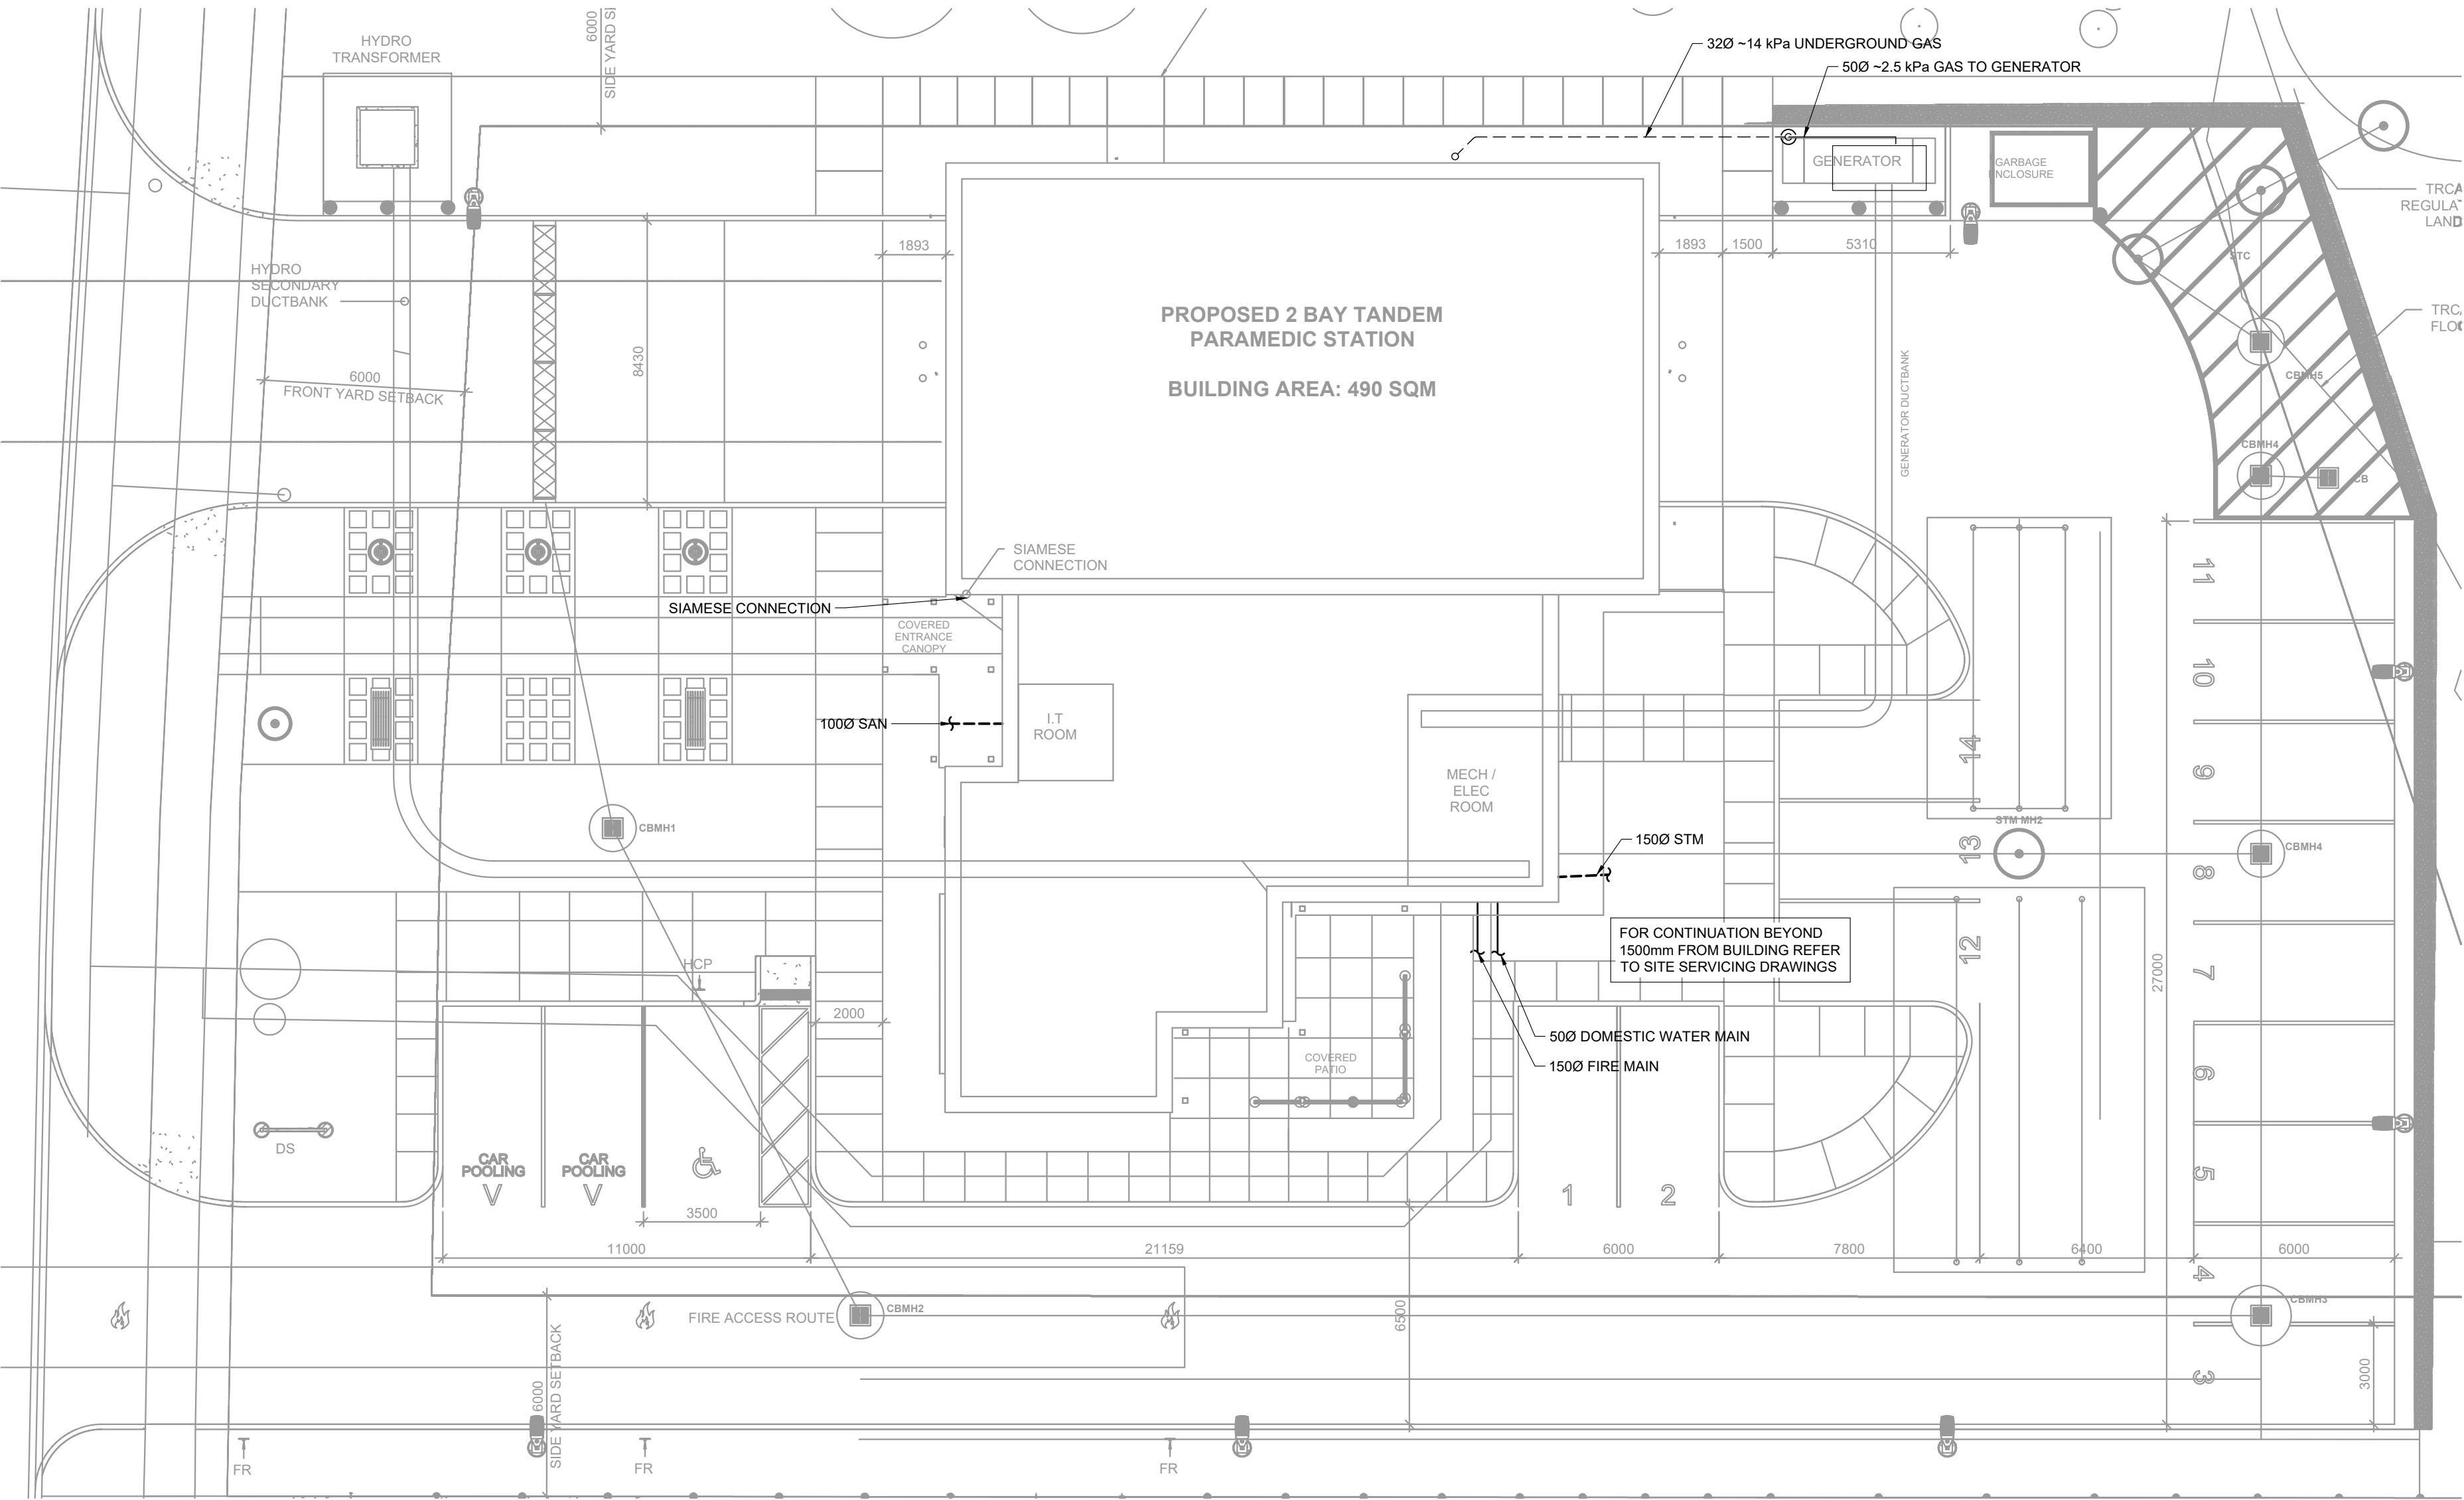 HYDRO
TRANSFORMER
6000
32Ø ~14 kPa UNDERGROUND GAS
50Ø ~2.5 kPa GAS TO GENERATOR
GENERATOR
GARBAGE
ENCLOSURE
1893
1893
1500
5310
HYDRO
SECONDARY
DUCTBANK
STC
PROPOSED 2 BAY TANDEM
PARAMEDIC STATION
BUILDING AREA: 490 SQM
8430
6000
FRONT YARD SETBACK
GENERATOR DUCTBANK
CBMH5
CBMH4
CB
SIAMESE
CONNECTION
SIAMESE CONNECTION
COVERED
ENTRANCE
CANOPY
11
10
9
8
7
6
5
4
3
100Ø SAN
I.T
ROOM
MECH /
ELEC
ROOM
14
13
12
STM MH2
CBMH1
150Ø STM
CBMH4
FOR CONTINUATION BEYOND
1500mm FROM BUILDING REFER
TO SITE SERVICING DRAWINGS
HCP
2000
27000
50Ø DOMESTIC WATER MAIN
150Ø FIRE MAIN
COVERED
PATIO
DS
CAR
POOLING
CAR
POOLING
1
2
3500
11000
21159
6000
7800
6400
6000
6500
FIRE ACCESS ROUTE
CBMH2
CBMH3
3000
6000
SIDE YARD SETBACK
FR
FR
FR